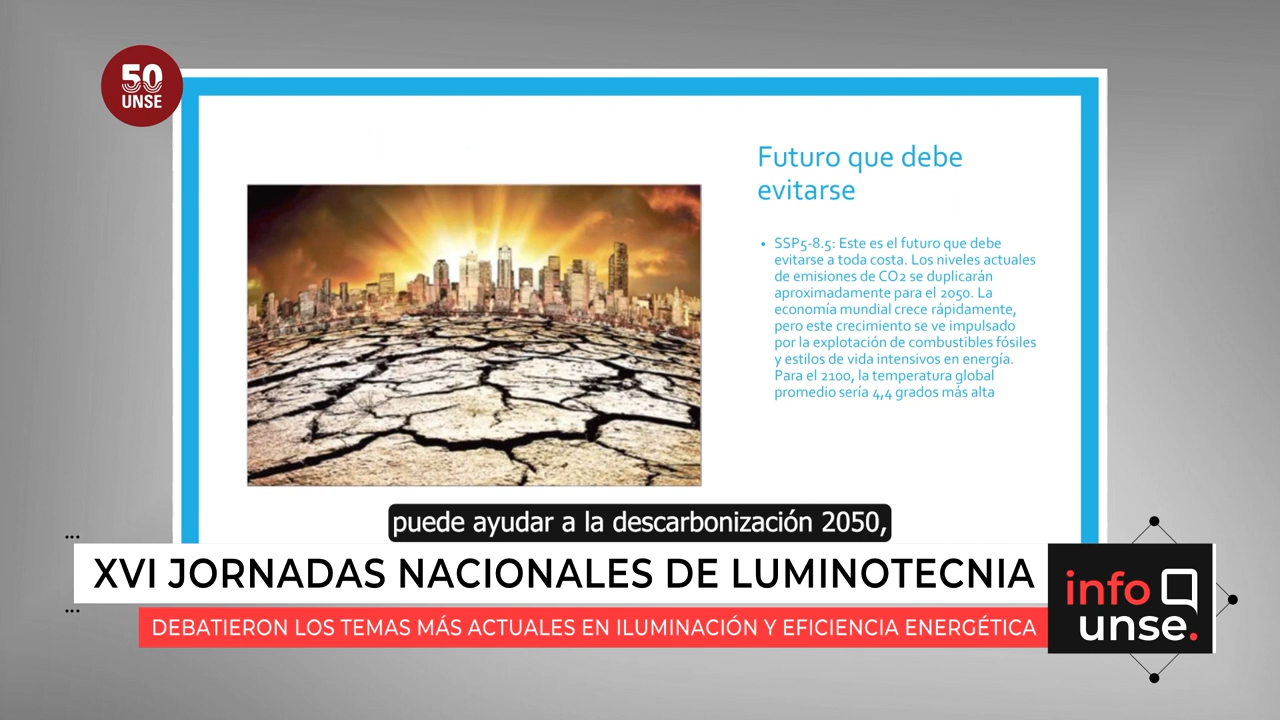 50
UNSE
Futuro que debe
evitarse
• SSP5-8.5: Este es el futuro que debe
evitarse a toda costa. Los niveles actuales
de emisiones de CO2 se duplicarán
aproximadamente para el 2050. La
economía mundial crece rápidamente,
pero este crecimiento se ve impulsado
por la explotación de combustibles fósiles
y estilos de vida intensivos en energía.
Para el 2100, la temperatura global
promedio sería 4,4 grados más alta
puede ayudar a la descarbonización 2050,
XVI JORNADAS NACIONALES DE LUMINOTECNIA
DEBATIERON LOS TEMAS MÁS ACTUALES EN ILUMINACIÓN Y EFICIENCIA ENERGÉTICA
info
unse.